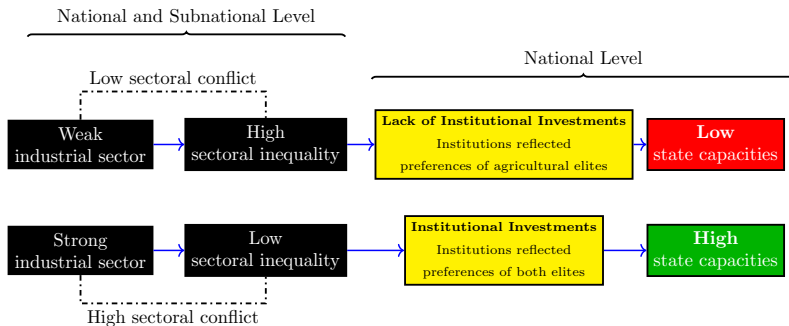 National and Subnational Level
National Level
Low sectoral conflict
Weak
industrial sector
High
sectoral inequality
Lack of Institutional Investments
Institutions reflected
preferences of agricultural elites
Low
state capacities
Strong
industrial sector
Low
sectoral inequality
Institutional Investments
Institutions reflected
preferences of both elites
High
state capacities
High sectoral conflict